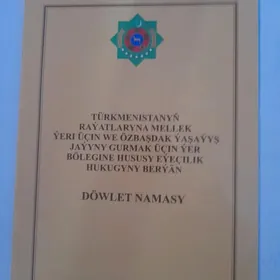 TÜRKMENISTANYŇ
RAÝATLARYNA MELLEK
ÝERI ÜÇIN WE ÖZBAŞDAK ÝAŞAÝYŞ
JAÝYNY GURMAK ÜÇIN ÝER
BÖLEGINE HUSUSY EÝEÇILIK
HUKUGYNY BERÝÄN
DÖWLET NAMASY